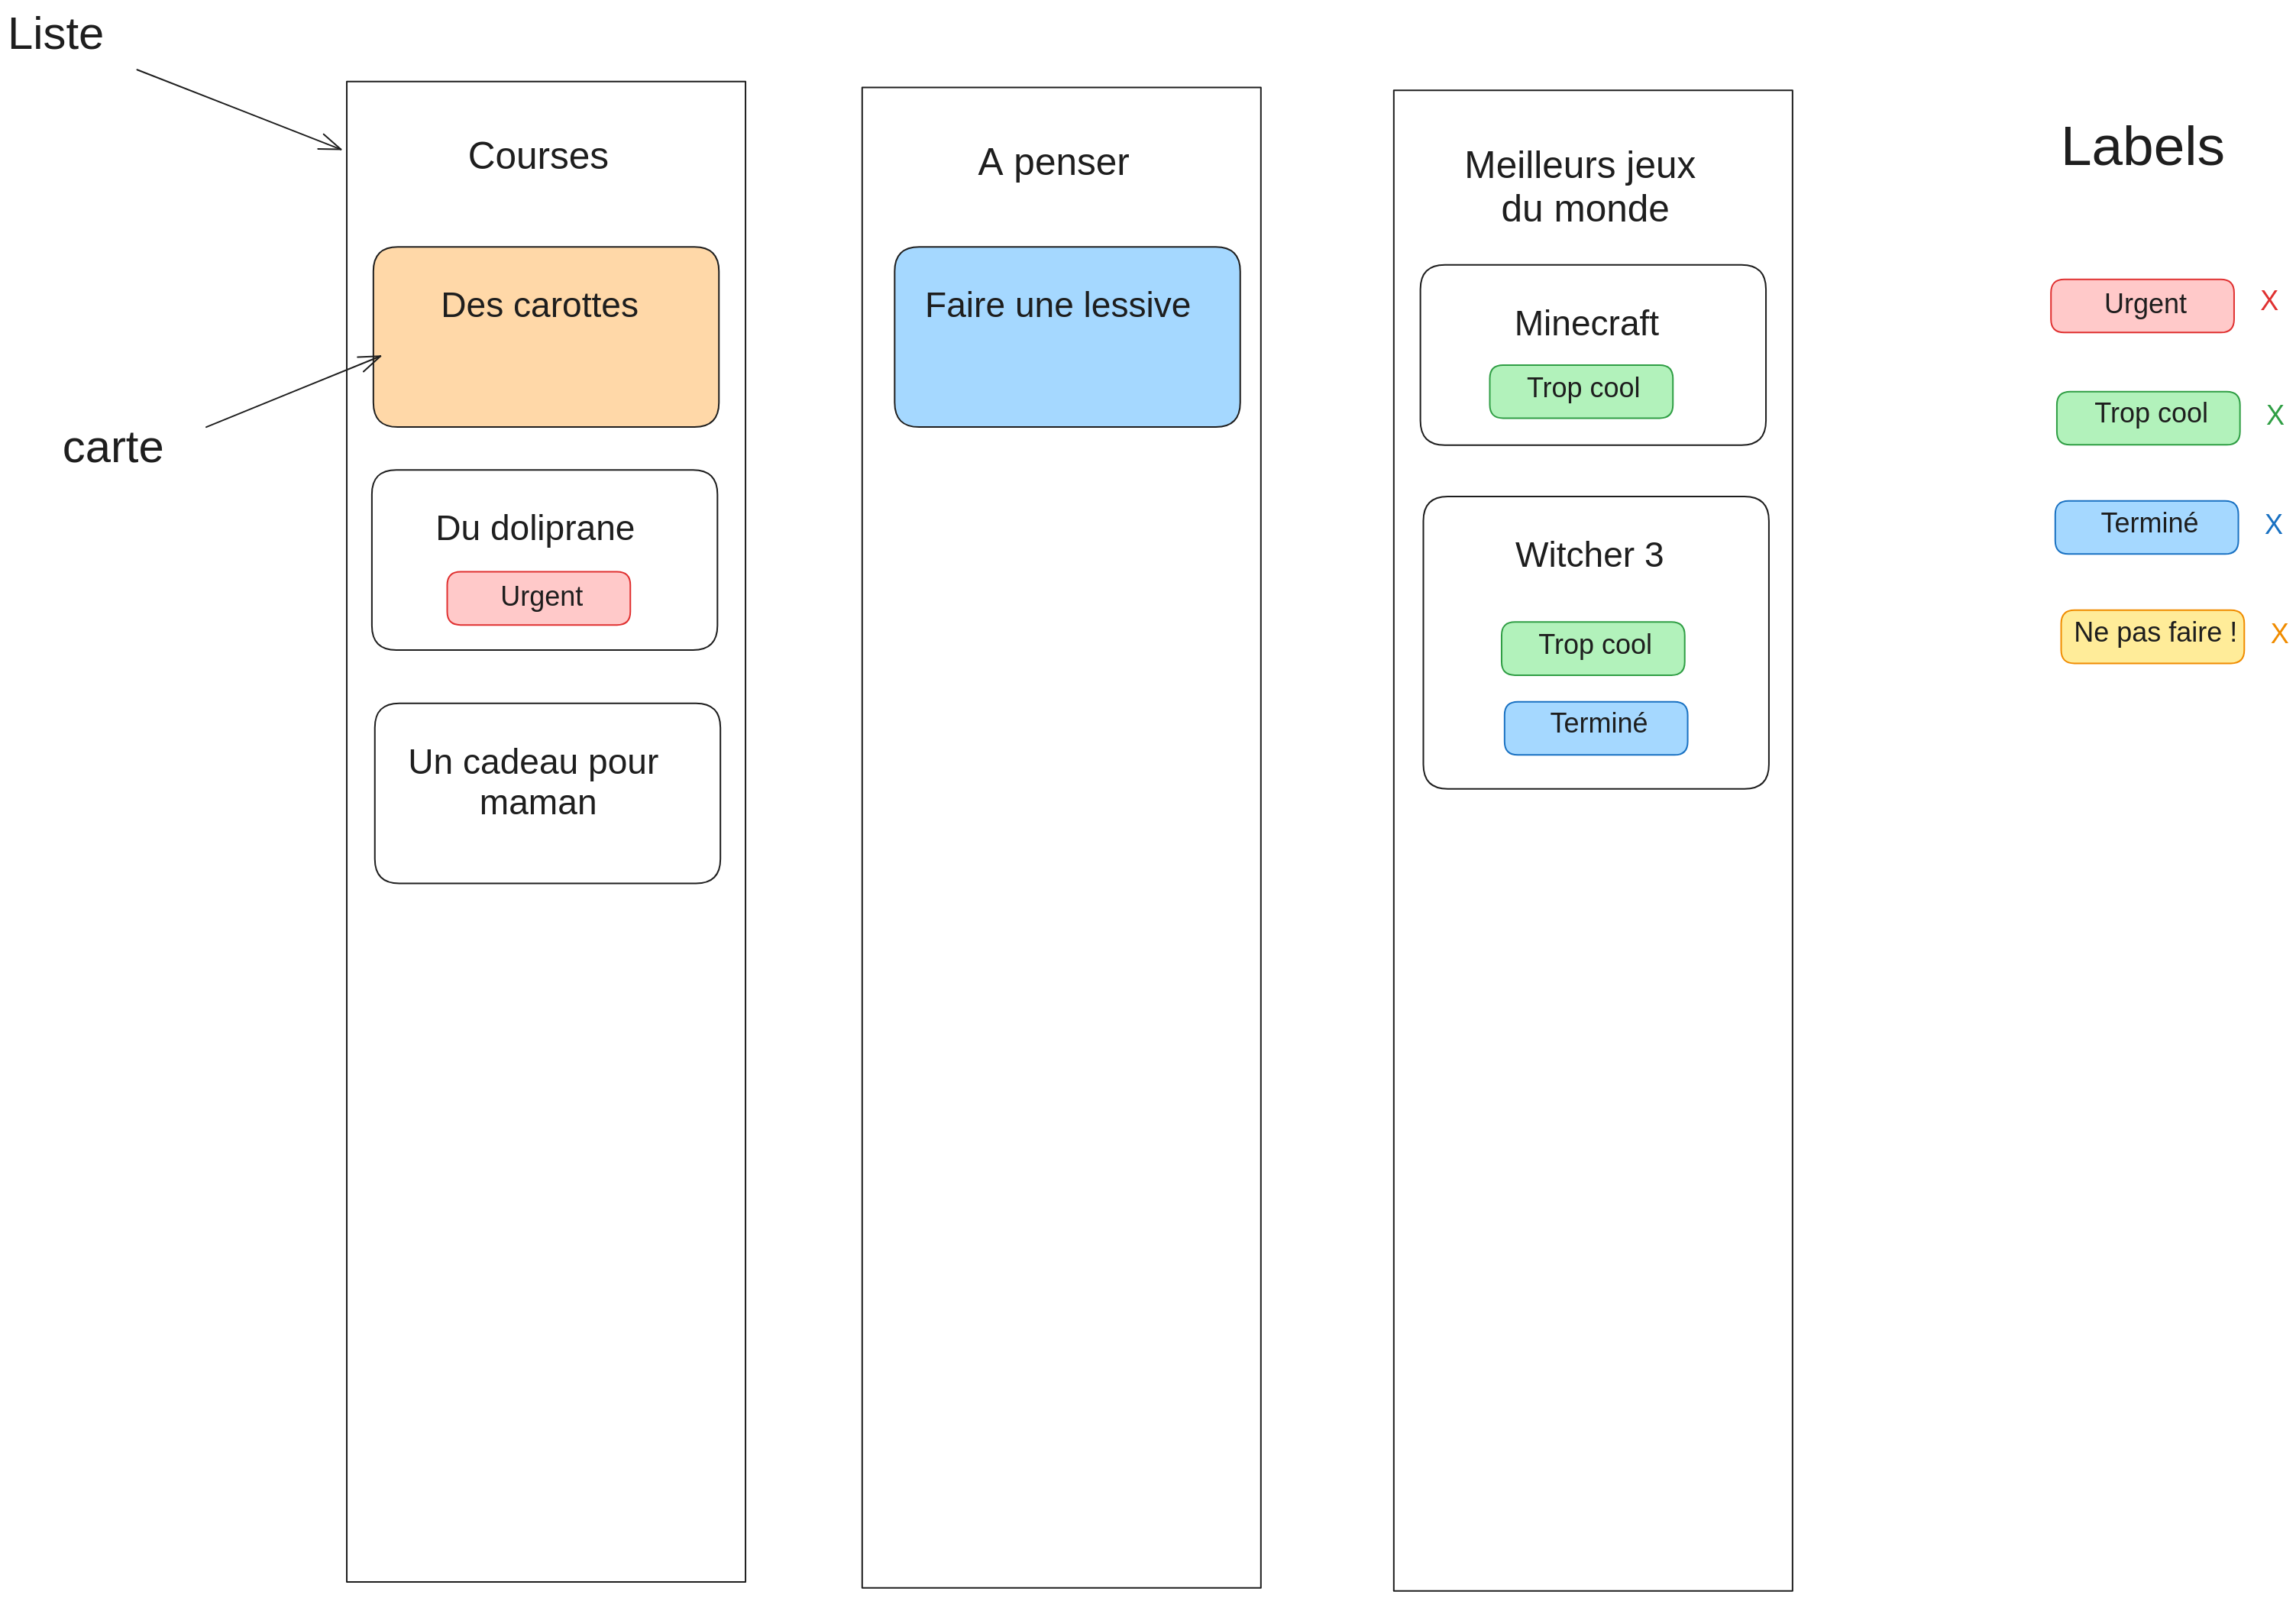 Liste
carte
Courses
Des carottes
Du doliprane
Urgent
Un cadeau pour
maman
A penser
Faire une lessive
Meilleurs jeux
du monde
Minecraft
Trop cool
Witcher 3
Trop cool
Terminé
Labels
Urgent X
Trop cool X
Terminé X
Ne pas faire ! X